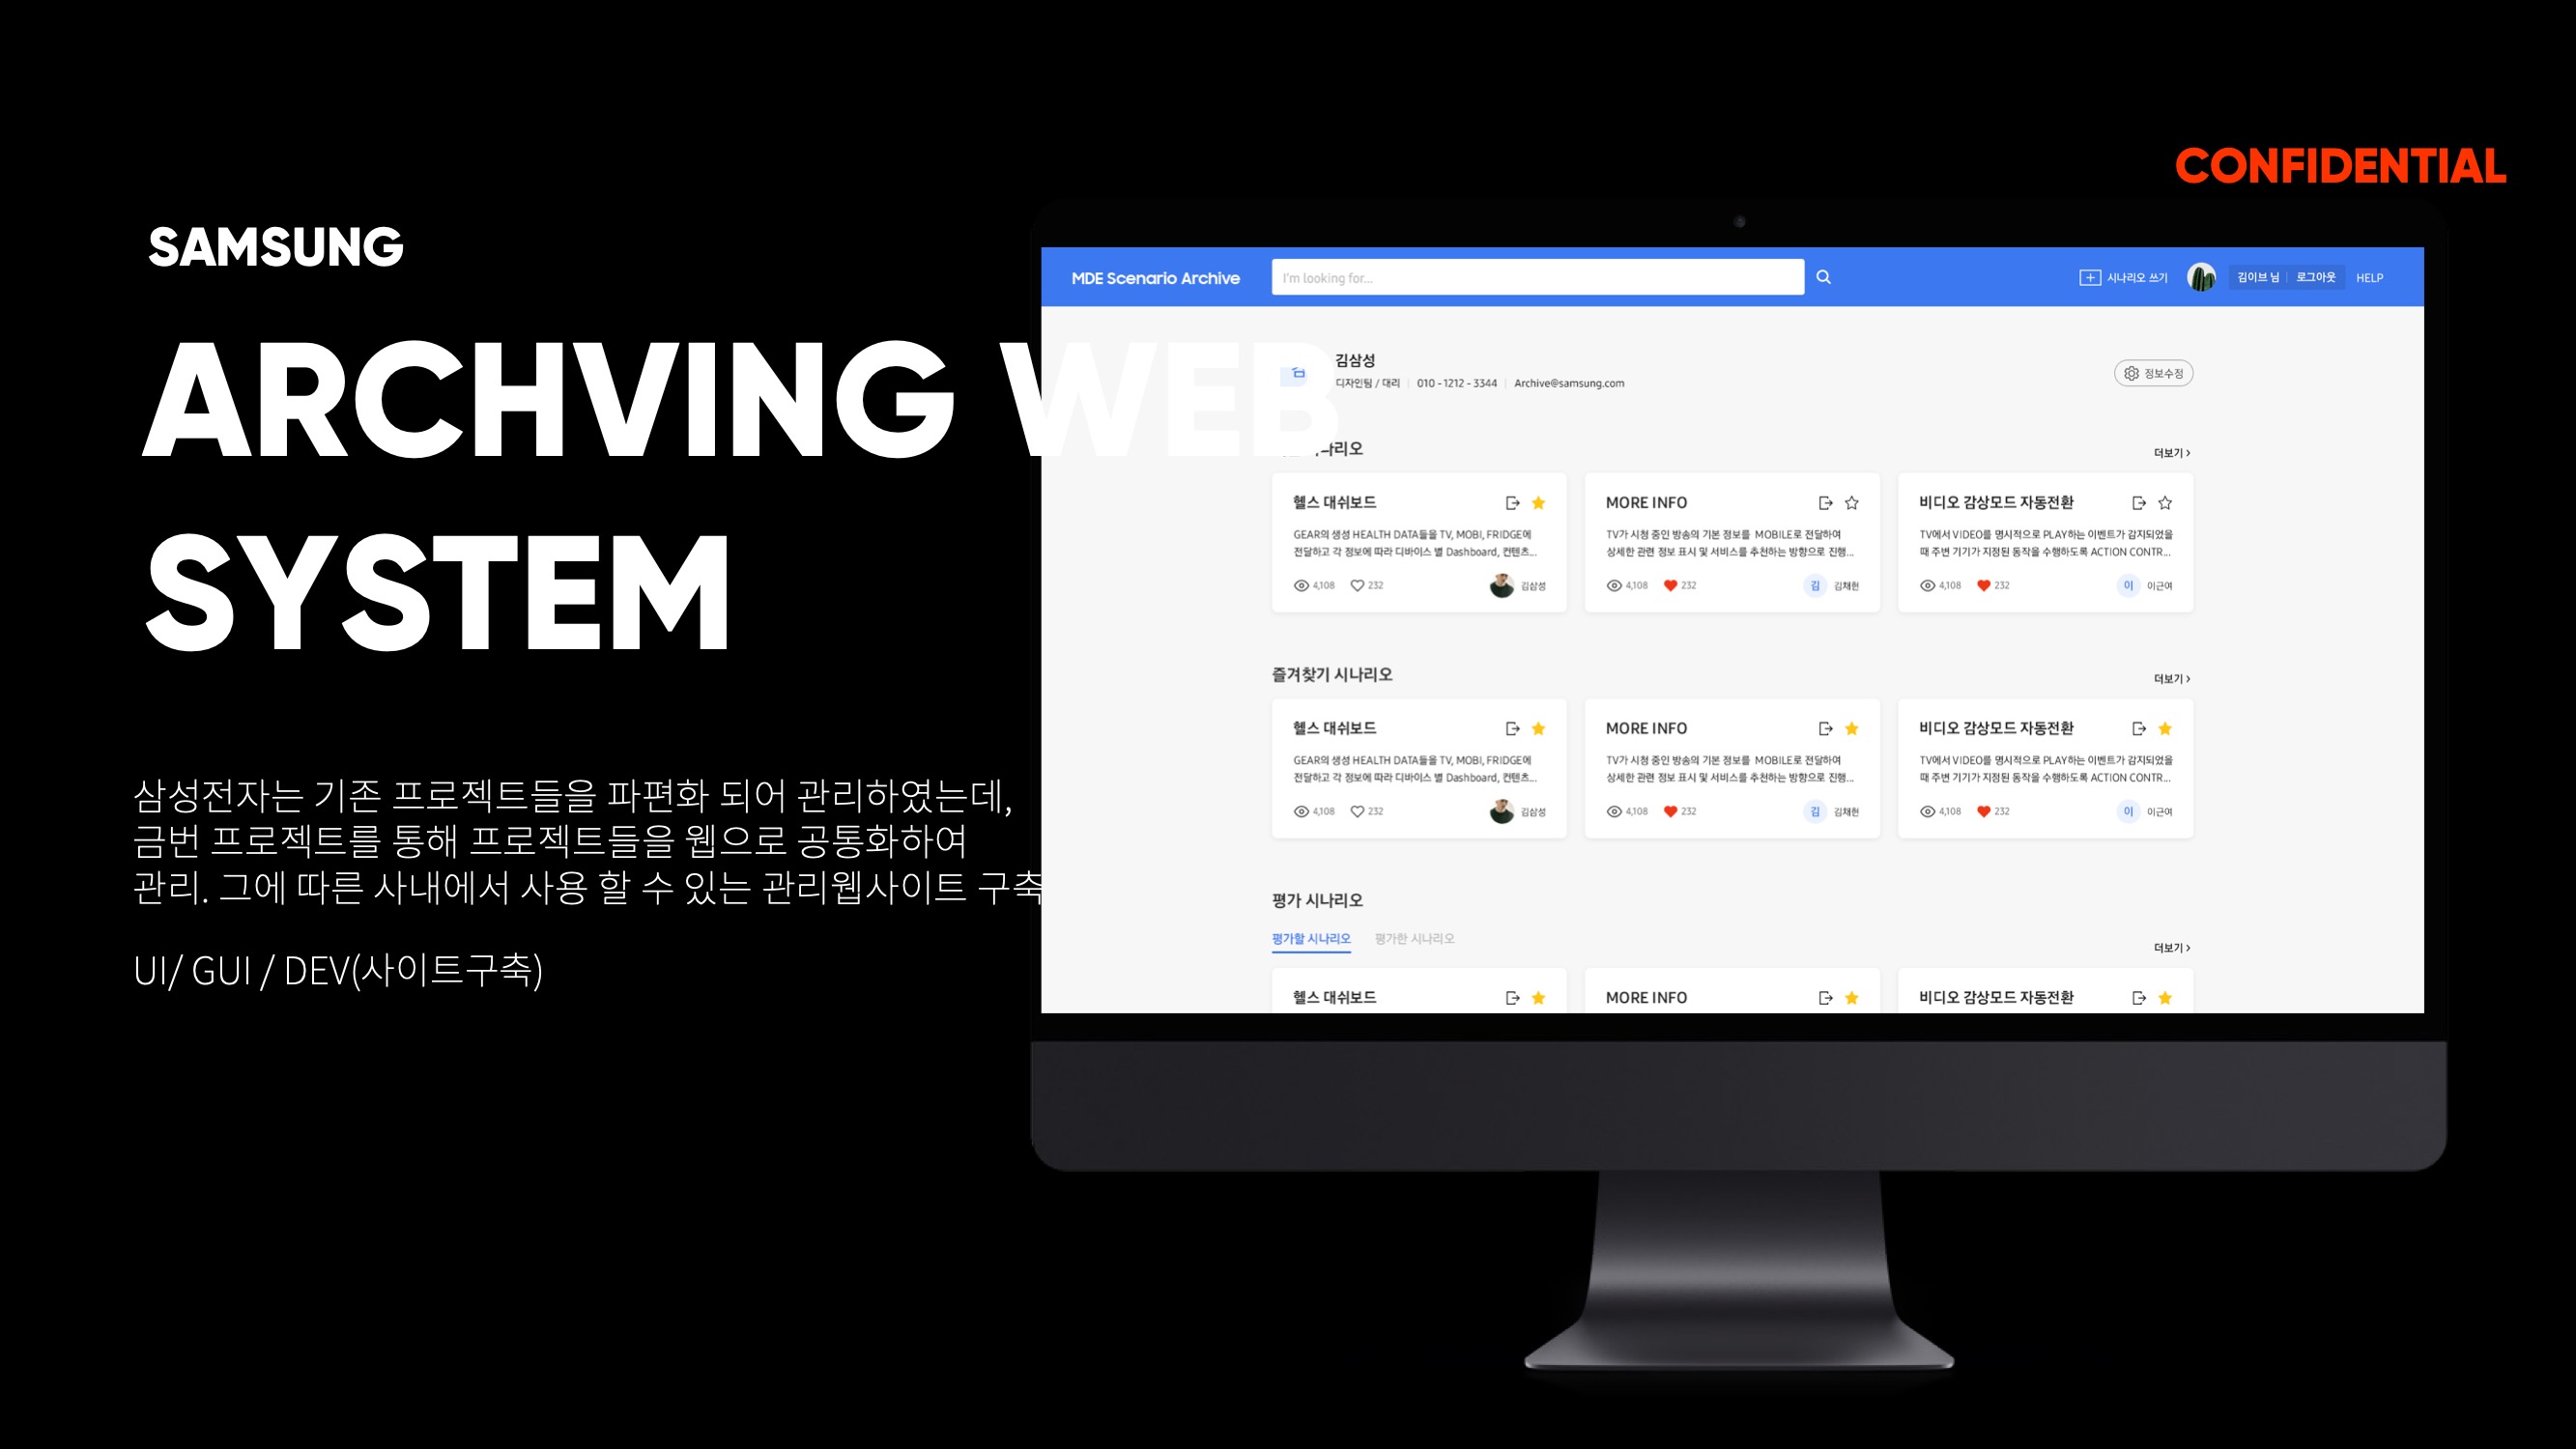 CONFIDENTIAL
SAMSUNG
ARCHVING WEB
SYSTEM
삼성전자는 기존 프로젝트들을 파편화 되어 관리하였는데,
금번 프로젝트를 통해 프로젝트들을 웹으로 공통화하여
관리. 그에 따른 사내에서 사용 할 수 있는 관리웹사이트 구축
UI/ GUI / DEV(사이트구축)
MDE Scenario Archive
I'm looking for...
시나리오 쓰기
김이브 님 | 로그아웃
HELP
김삼성
디자인팀 / 대리 | 010 - 1212 - 3344 | Archive@samsung.com
정보수정
나리오
더보기 >
헬스 대쉬보드
GEAR의 생성 HEALTH DATA들을 TV, MOBI, FRIDGE에
전달하고 각 정보에 따라 디바이스 별 Dashboard, 컨텐츠...
4,108 232 김삼성
MORE INFO
TV가 시청 중인 방송의 기본 정보를 MOBILE로 전달하여
상세한 관련 정보 표시 및 서비스를 추천하는 방향으로 진행...
4,108 232 김 김채헌
비디오 감상모드 자동전환
TV에서 VIDEO를 명시적으로 PLAY하는 이벤트가 감지되었을
때 주변 기기가 지정된 동작을 수행하도록 ACTION CONTR...
4,108 232 이 이근여
즐겨찾기 시나리오
더보기 >
헬스 대쉬보드
GEAR의 생성 HEALTH DATA들을 TV, MOBI, FRIDGE에
전달하고 각 정보에 따라 디바이스 별 Dashboard, 컨텐츠...
4,108 232 김삼성
MORE INFO
TV가 시청 중인 방송의 기본 정보를 MOBILE로 전달하여
상세한 관련 정보 표시 및 서비스를 추천하는 방향으로 진행...
4,108 232 김 김채헌
비디오 감상모드 자동전환
TV에서 VIDEO를 명시적으로 PLAY하는 이벤트가 감지되었을
때 주변 기기가 지정된 동작을 수행하도록 ACTION CONTR...
4,108 232 이 이근여
평가 시나리오
평가할 시나리오 평가한 시나리오
더보기 >
헬스 대쉬보드
MORE INFO
비디오 감상모드 자동전환